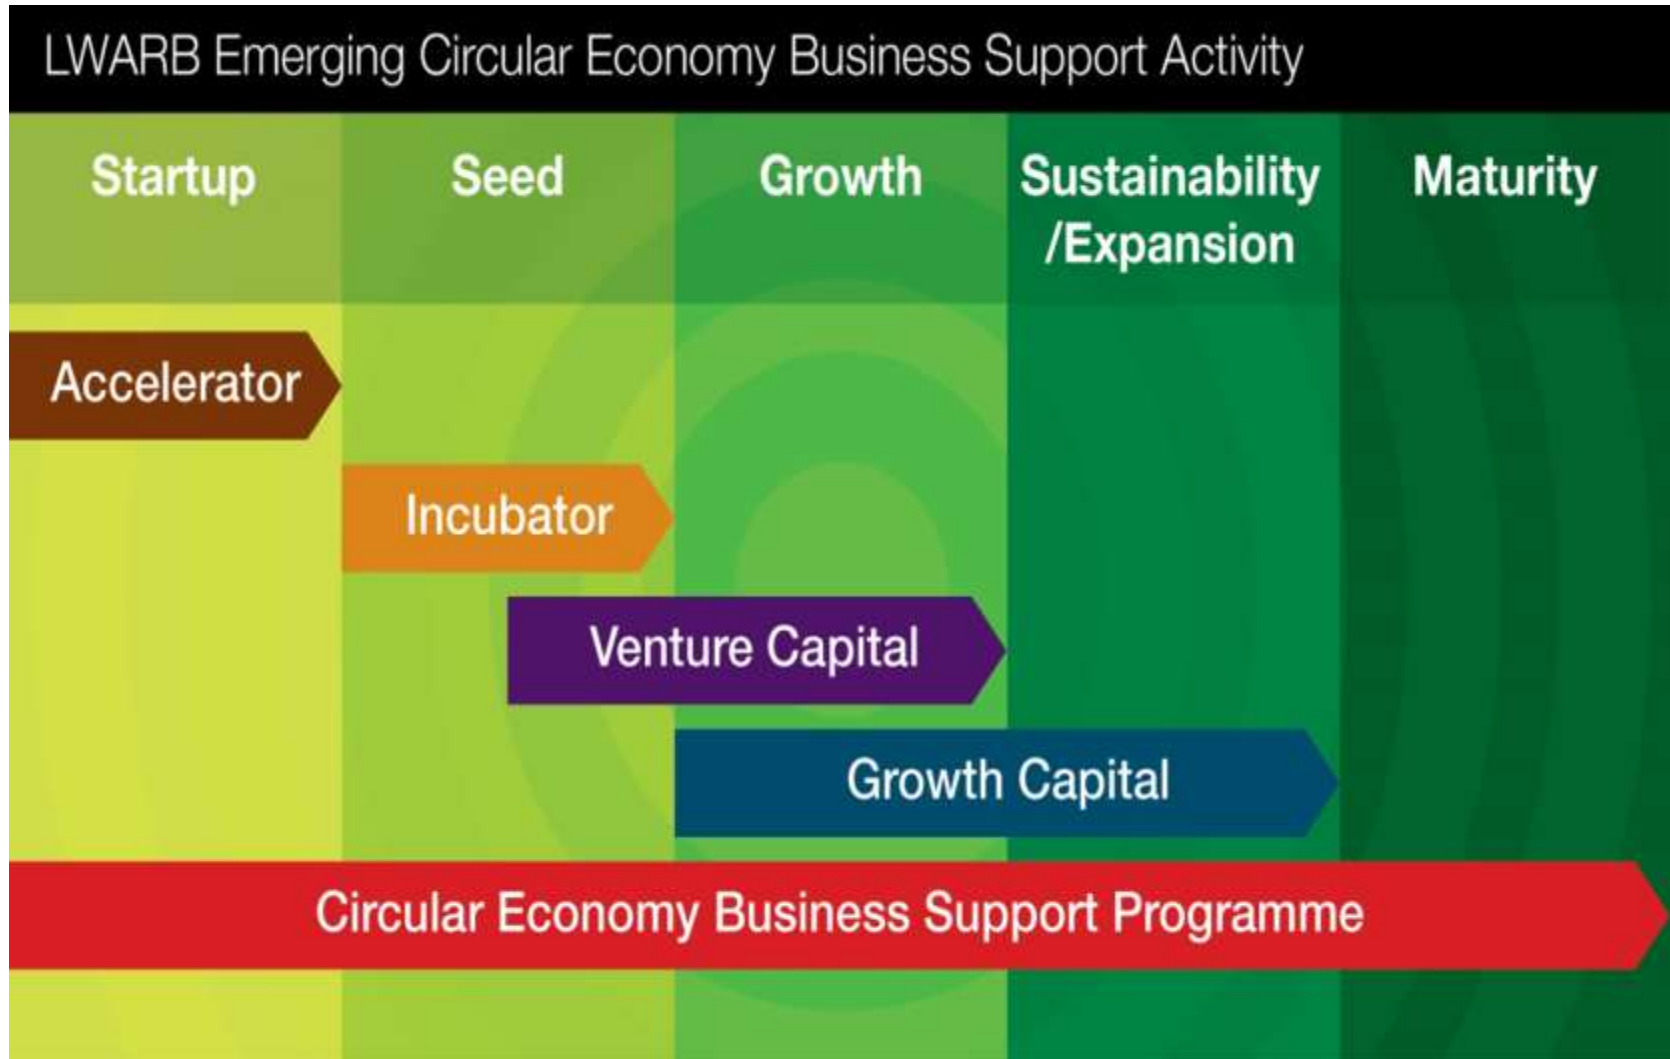 LWARB Emerging Circular Economy Business Support Activity
Startup
Seed
Growth
Sustainability
/Expansion
Maturity
Accelerator
Incubator
Venture Capital
Growth Capital
Circular Economy Business Support Programme